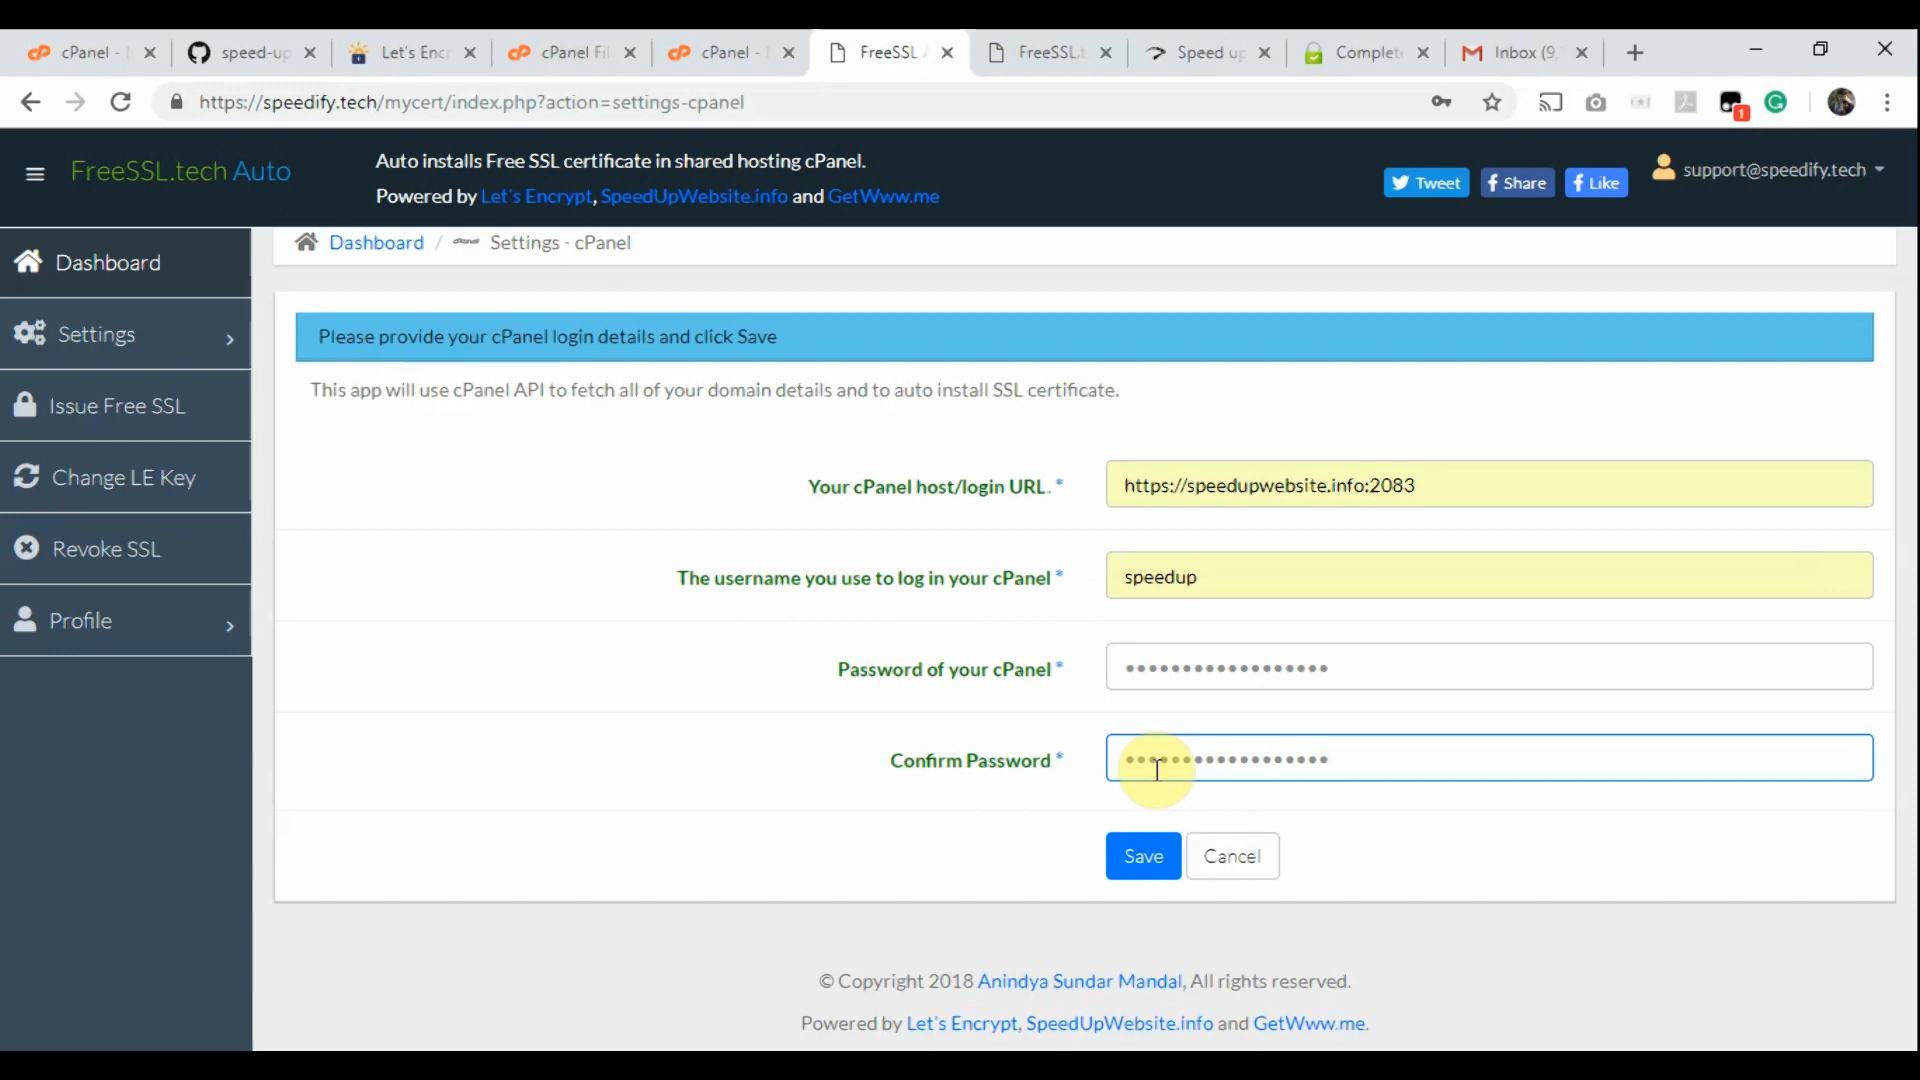 cPanel -
speed-up
Let's Encr
cPanel Fil
cPanel -
FreeSSL
FreeSSL.t
Speed up
Complet
Inbox (9,
https://speedify.tech/mycert/index.php?action=settings-cpanel
1
FreeSSL.tech Auto
Auto installs Free SSL certificate in shared hosting cPanel.
Powered by Let's Encrypt, SpeedUpWebsite.info and GetWww.me
Tweet
Share
Like
support@speedify.tech
Dashboard / Settings - cPanel
Dashboard
Settings
Issue Free SSL
Change LE Key
Revoke SSL
Profile
Please provide your cPanel login details and click Save
This app will use cPanel API to fetch all of your domain details and to auto install SSL certificate.
Your cPanel host/login URL. *
https://speedupwebsite.info:2083
The username you use to log in your cPanel *
speedup
Password of your cPanel *
••••••••••••••••••
Confirm Password *
••••••••••••••••••
Save
Cancel
© Copyright 2018 Anindya Sundar Mandal, All rights reserved.
Powered by Let's Encrypt, SpeedUpWebsite.info and GetWww.me.